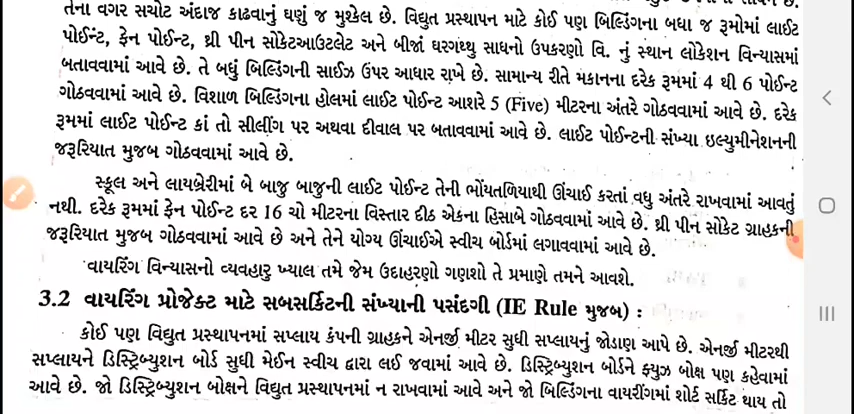 તેના વગર સચોટ અંદાજ કાઢવાનું ઘણું જ મુશ્કેલ છે. વિદ્યુત પ્રસ્થાપન માટે કોઈ પણ બિલ્ડિંગના બધા જ રૂમોમાં લાઈટ
પોઈન્ટ, ફેન પોઈન્ટ, થ્રી પીન સોકેટઆઉટલેટ અને બીજાં ઘરગથ્થુ સાધનો ઉપકરણો વિ. નું સ્થાન લોકેશન વિન્યાસમાં
બતાવવામાં આવે છે. તે બધું બિલ્ડિંગની સાઈઝ ઉપર આધાર રાખે છે. સામાન્ય રીતે મકાનના દરેક રૂમમાં 4 થી 6 પોઈન્ટ
ગોઠવવામાં આવે છે. વિશાળ બિલ્ડિંગના હોલમાં લાઈટ પોઈન્ટ આશરે 5 (Five) મીટરના અંતરે ગોઠવવામાં આવે છે. દરેક
રૂમમાં લાઈટ પોઈન્ટ કાં તો સીલીંગ પર અથવા દીવાલ પર બતાવવામાં આવે છે. લાઈટ પોઈન્ટની સંખ્યા ઇલ્યુમીનેશનની
જરૂરિયાત મુજબ ગોઠવવામાં આવે છે.
સ્કૂલ અને લાયબ્રેરીમાં બે બાજુ બાજુની લાઈટ પોઈન્ટ તેની ભોંયતળિયાથી ઊંચાઈ કરતાં વધુ અંતરે રાખવામાં આવતું
નથી. દરેક રૂમમાં ફેન પોઈન્ટ દર 16 ચો મીટરના વિસ્તાર દીઠ એકના હિસાબે ગોઠવવામાં આવે છે. થ્રી પીન સોકેટ ગ્રાહકની
જરૂરિયાત મુજબ ગોઠવવામાં આવે છે અને તેને યોગ્ય ઊંચાઈએ સ્વીચ બોર્ડમાં લગાવવામાં આવે છે.
વાયરિંગ વિન્યાસનો વ્યવહારુ ખ્યાલ તમે જેમ ઉદાહરણો ગણશો તે પ્રમાણે તમને આવશે.
3.2 વાયરિંગ પ્રોજેક્ટ માટે સબસર્કિટની સંખ્યાની પસંદગી (IE Rule મુજબ) :
કોઈ પણ વિદ્યુત પ્રસ્થાપનમાં સપ્લાય કંપની ગ્રાહકને એનર્જી મીટર સુધી સપ્લાયનું જોડાણ આપે છે. એનર્જી મીટરથી
સપ્લાયને ડિસ્ટ્રિબ્યુશન બોર્ડ સુધી મેઈન સ્વીચ દ્વારા લઈ જવામાં આવે છે. ડિસ્ટ્રિબ્યુશન બોર્ડને ફ્યુઝ બોક્ષ પણ કહેવામાં
આવે છે. જો ડિસ્ટ્રિબ્યુશન બોક્ષને વિદ્યુત પ્રસ્થાપનમાં ન રાખવામાં આવે અને જો બિલ્ડિંગના વાયરીંગમાં શોર્ટ સર્કિટ થાય તો